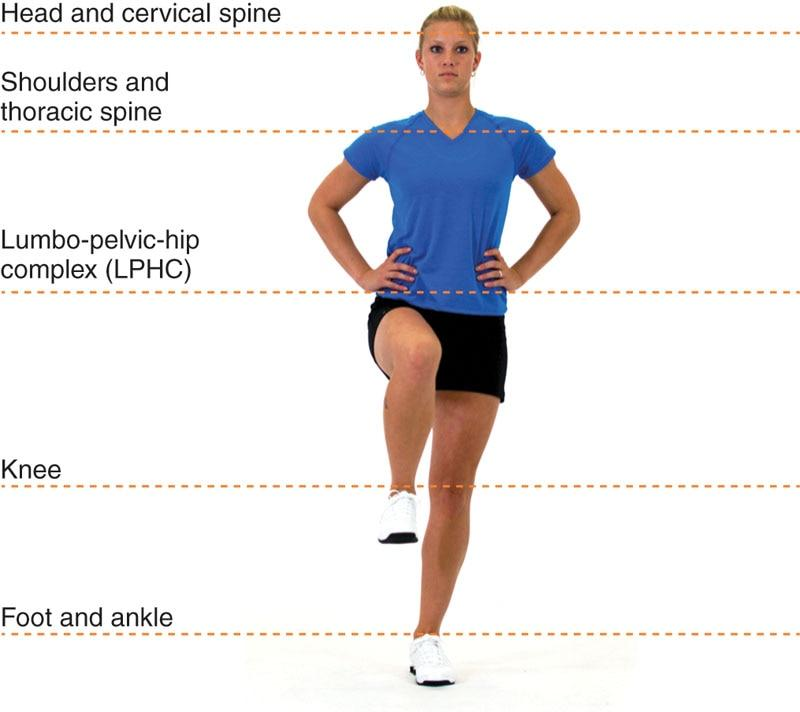 Head and cervical spine
Shoulders and
thoracic spine
Lumbo-pelvic-hip
complex (LPHC)
Knee
Foot and ankle